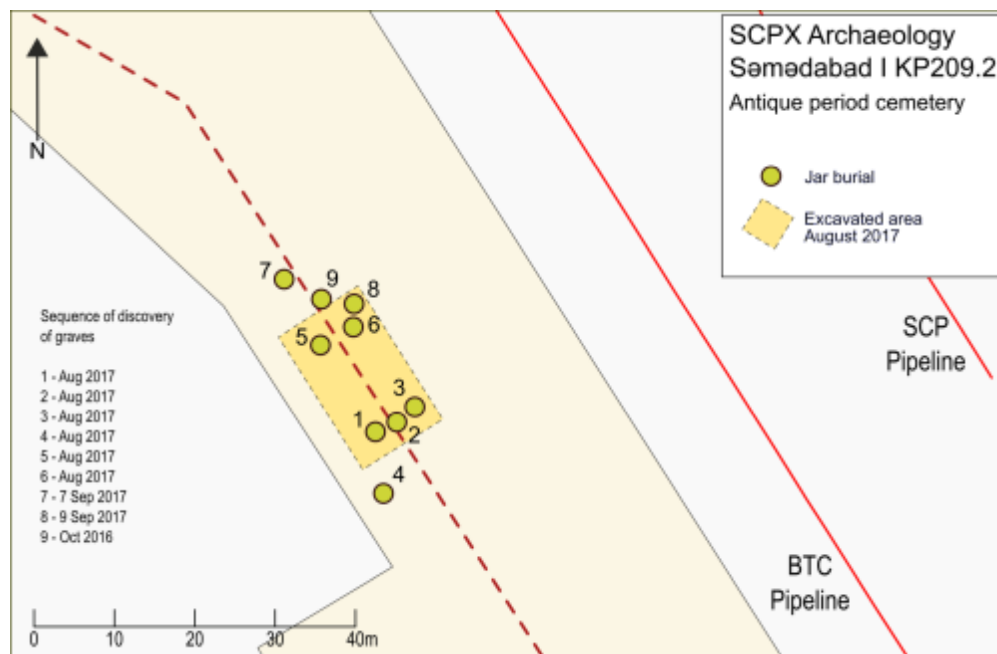 SCPX Archaeology
Səmədabad I KP209.2
Antique period cemetery
Jar burial
Excavated area
August 2017
N
7
9
8
6
5
3
1
2
4
Sequence of discovery
of graves
1 - Aug 2017
2 - Aug 2017
3 - Aug 2017
4 - Aug 2017
5 - Aug 2017
6 - Aug 2017
7 - 7 Sep 2017
8 - 9 Sep 2017
9 - Oct 2016
SCP
Pipeline
BTC
Pipeline
0 10 20 30 40m